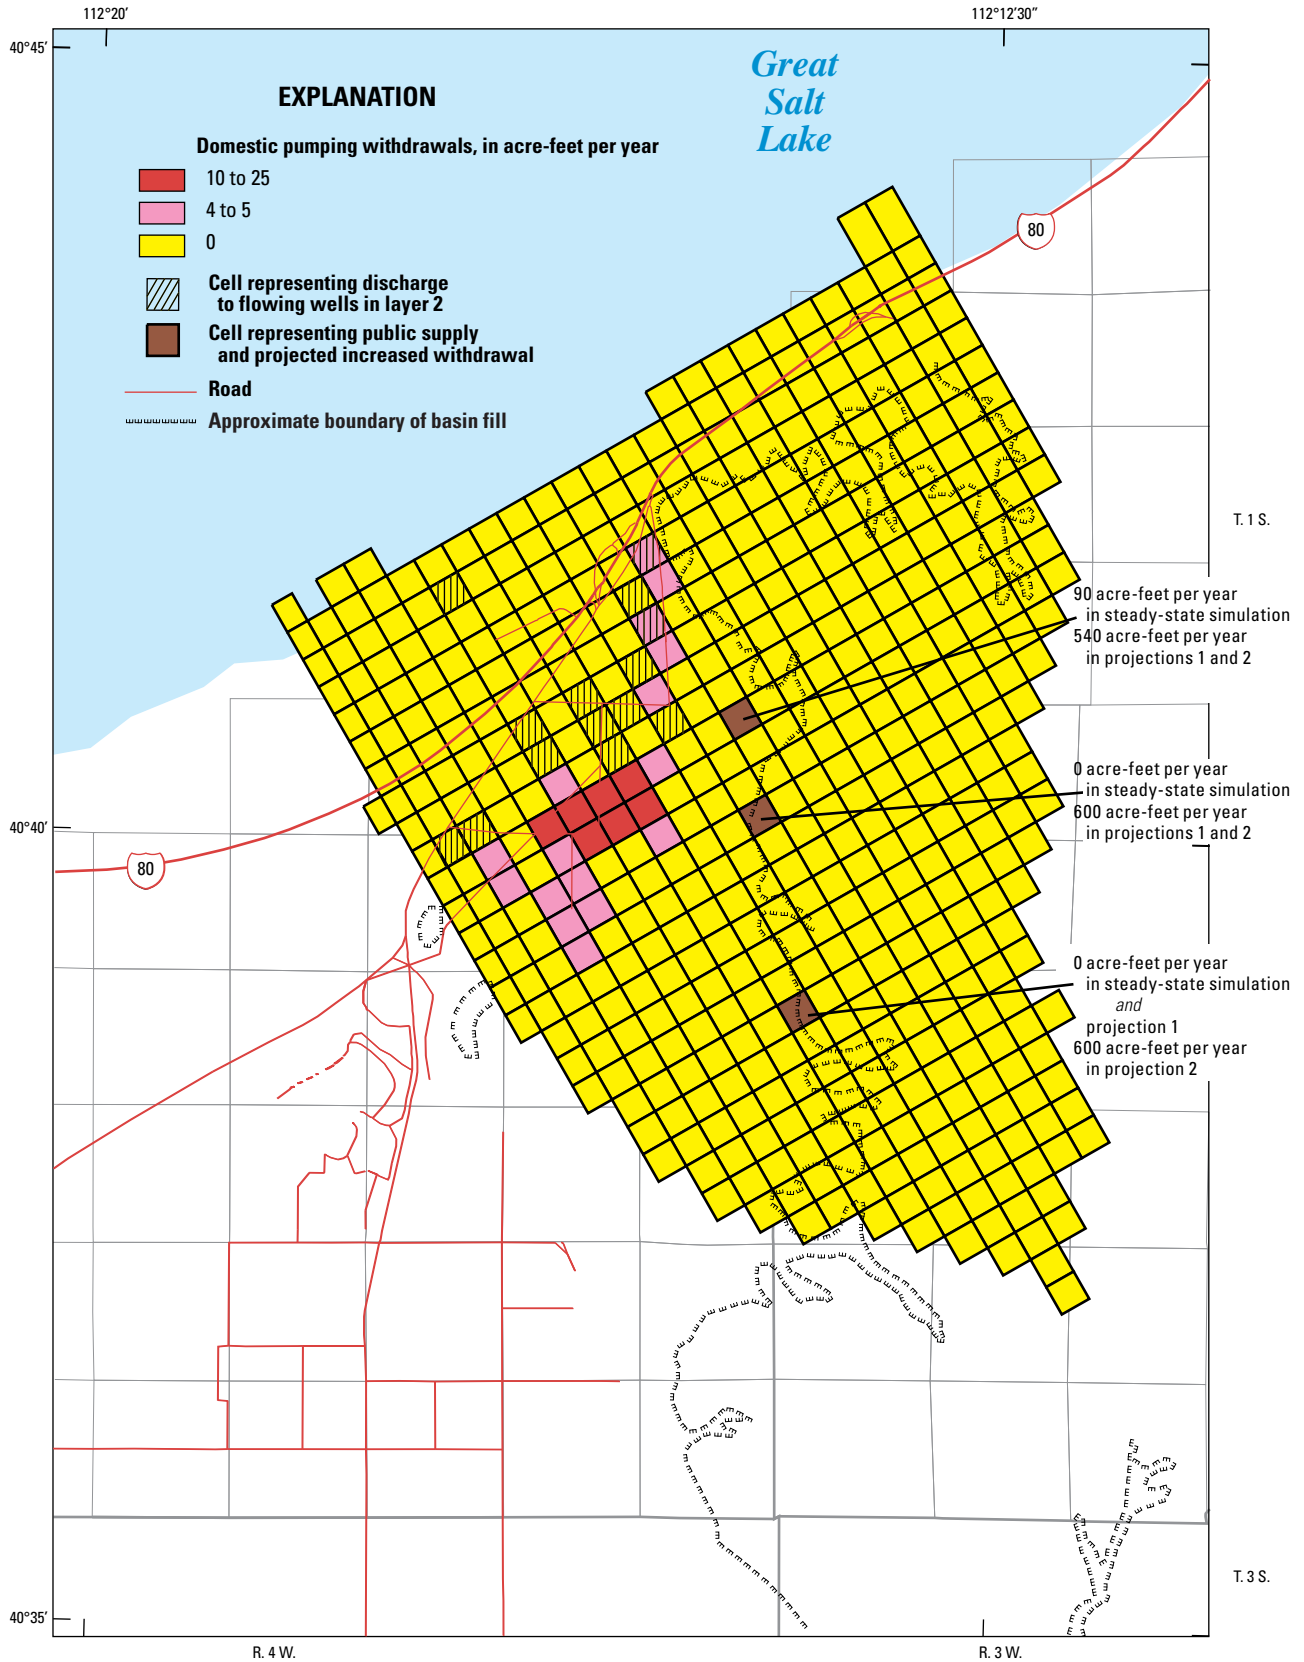 112°20'
112°12'30"
40°45'
Great
Salt
Lake
EXPLANATION
Domestic pumping withdrawals, in acre-feet per year
10 to 25
4 to 5
0
Cell representing discharge
to flowing wells in layer 2
Cell representing public supply
and projected increased withdrawal
Road
Approximate boundary of basin fill
80
T. 1 S.
90 acre-feet per year
in steady-state simulation
540 acre-feet per year
in projections 1 and 2
0 acre-feet per year
in steady-state simulation
600 acre-feet per year
in projections 1 and 2
40°40'
80
0 acre-feet per year
in steady-state simulation
and
projection 1
600 acre-feet per year
in projection 2
T. 3 S.
40°35'
R. 4 W.
R. 3 W.